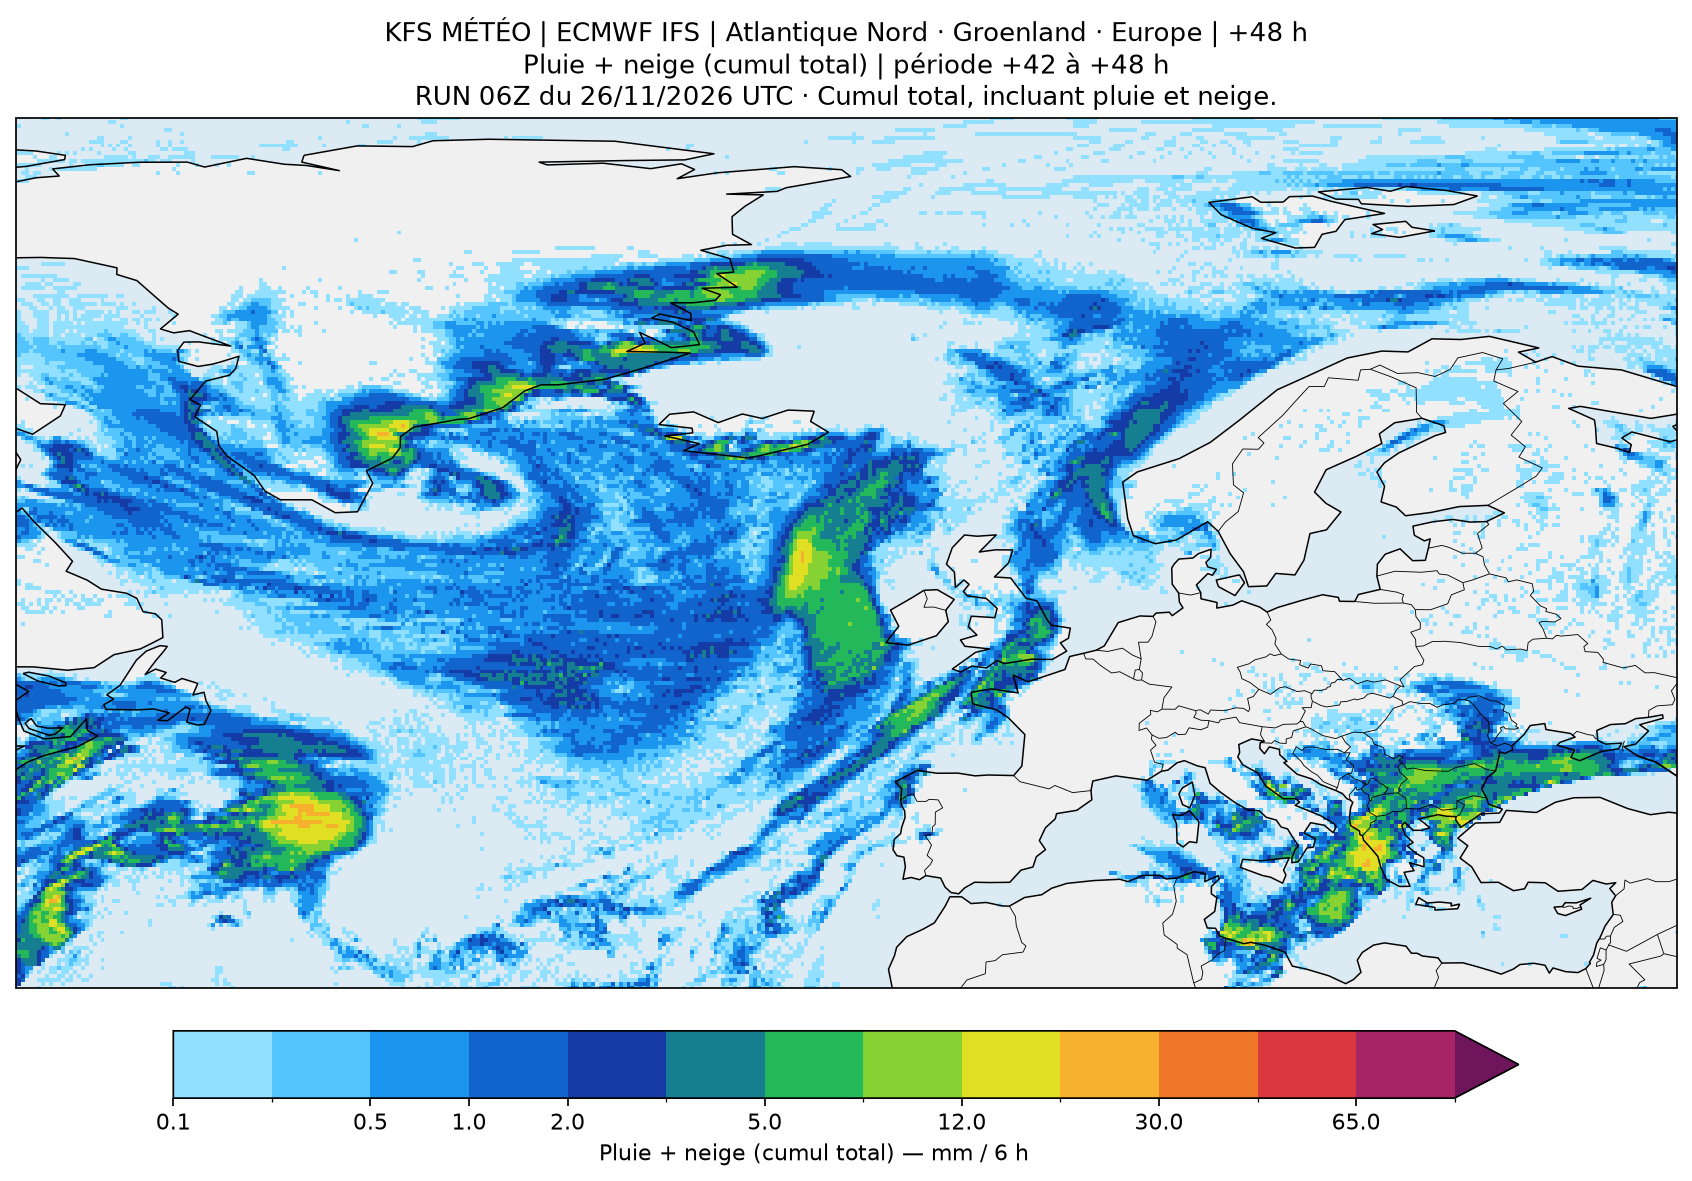 KFS MÉTÉO | ECMWF IFS | Atlantique Nord · Groenland · Europe | +48 h
Pluie + neige (cumul total) | période +42 à +48 h
RUN 06Z du 26/11/2026 UTC · Cumul total, incluant pluie et neige.
0.1 0.5 1.0 2.0 5.0 12.0 30.0 65.0
Pluie + neige (cumul total) — mm / 6 h